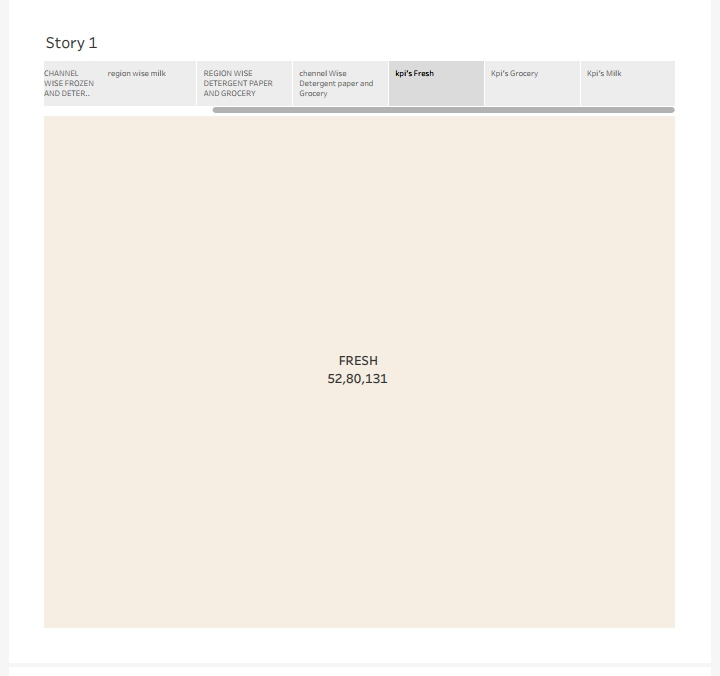 Story 1
CHANNEL
WISE FROZEN
AND DETER..
region wise milk
REGION WISE
DETERGENT PAPER
AND GROCERY
channel Wise
Detergent paper and
Grocery
kpi's Fresh
Kpi's Grocery
Kpi's Milk
FRESH
52,80,131